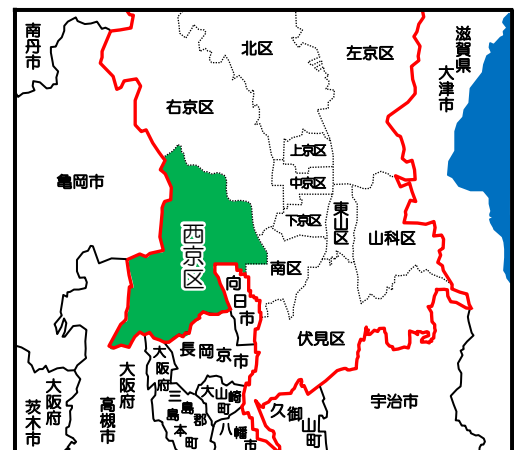 南丹市
北区
左京区
滋賀県
大津市
右京区
上京区
亀岡市
中京区
下京区
東山区
山科区
西京区
南区
向日市
伏見区
長岡京市
大阪府
茨木市
大阪府
高槻市
大阪府
三島郡
島本町
大山崎町
八幡市
久御山町
宇治市